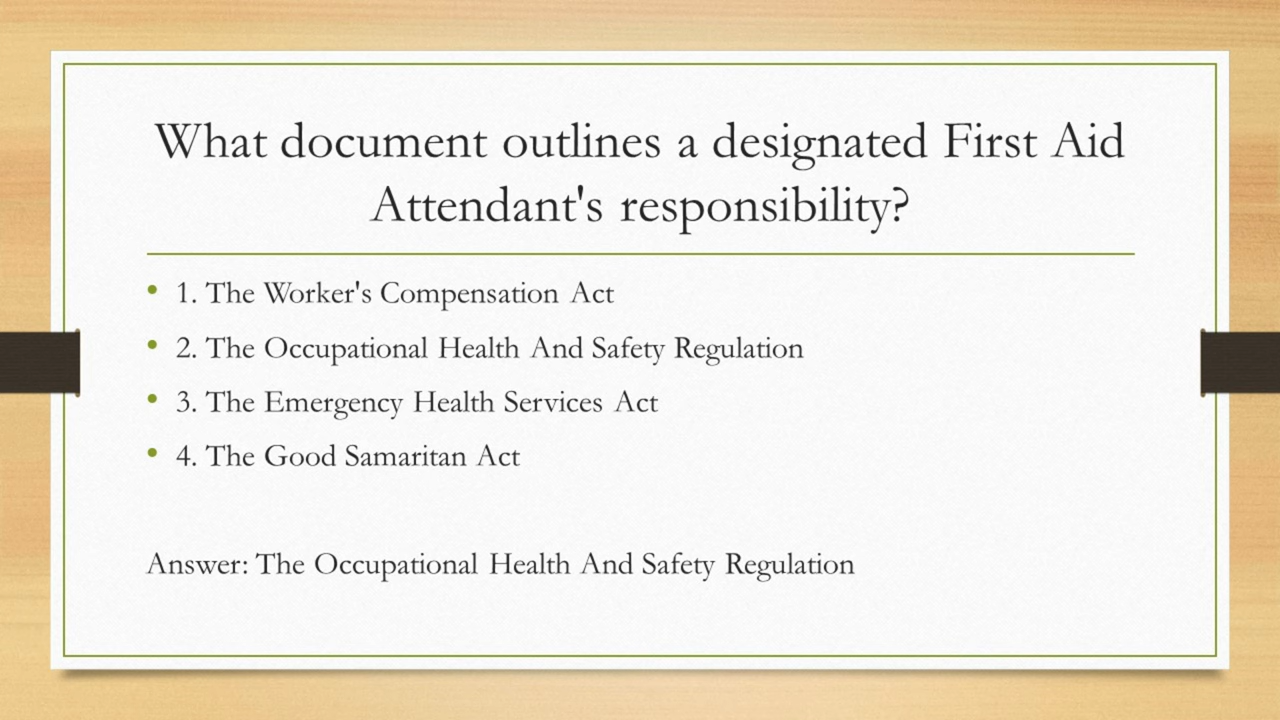 What document outlines a designated First Aid
Attendant's responsibility?
• 1. The Worker's Compensation Act
• 2. The Occupational Health And Safety Regulation
• 3. The Emergency Health Services Act
• 4. The Good Samaritan Act
Answer: The Occupational Health And Safety Regulation